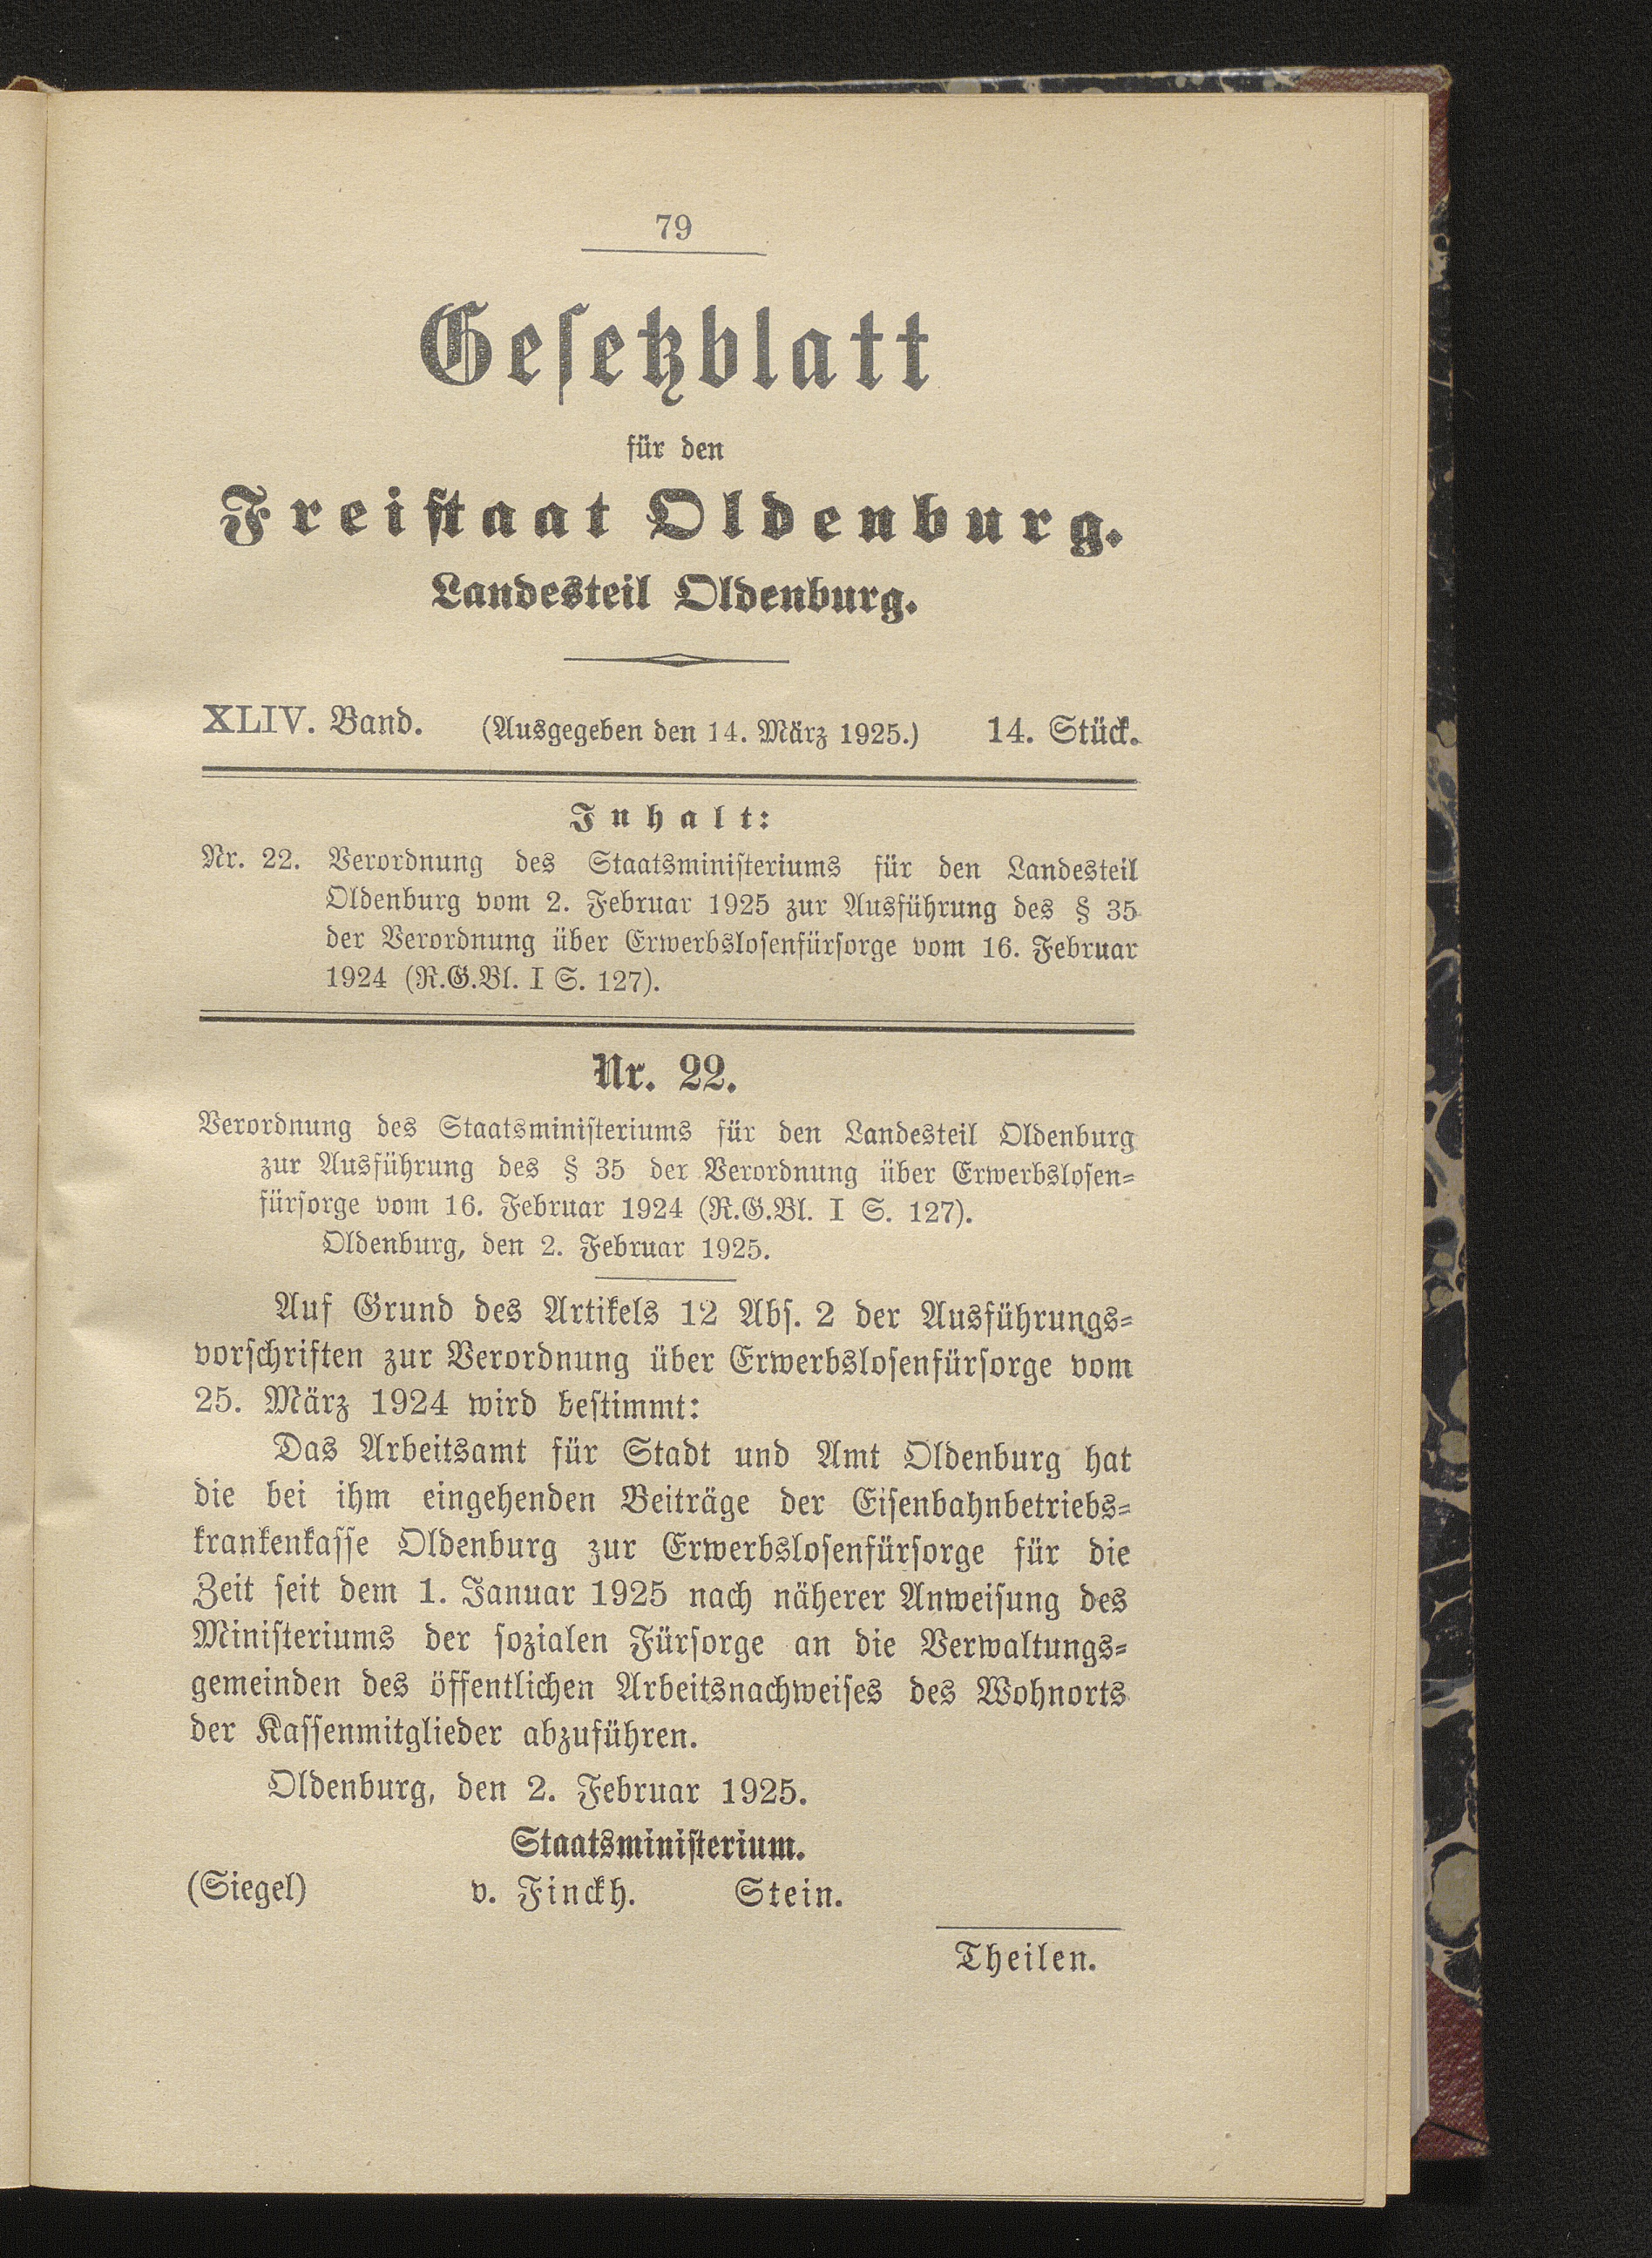 79
Gesetzblatt
für den
Freistaat Oldenburg.
Landesteil Oldenburg.
XLIV. Band. (Ausgegeben den 14. März 1925.) 14. Stück.
Inhalt:
Nr. 22. Verordnung des Staatsministeriums für den Landesteil
Oldenburg vom 2. Februar 1925 zur Ausführung des § 35
der Verordnung über Erwerbslosenfürsorge vom 16. Februar
1924 (R.G.Bl. I S. 127).
Nr. 22.
Verordnung des Staatsministeriums für den Landesteil Oldenburg
zur Ausführung des § 35 der Verordnung über Erwerbslosen-
fürsorge vom 16. Februar 1924 (R.G.Bl. I S. 127).
Oldenburg, den 2. Februar 1925.
Auf Grund des Artikels 12 Abs. 2 der Ausführungs-
vorschriften zur Verordnung über Erwerbslosenfürsorge vom
25. März 1924 wird bestimmt:
Das Arbeitsamt für Stadt und Amt Oldenburg hat
die bei ihm eingehenden Beiträge der Eisenbahnbetriebs-
krankenkasse Oldenburg zur Erwerbslosenfürsorge für die
Zeit seit dem 1. Januar 1925 nach näherer Anweisung des
Ministeriums der sozialen Fürsorge an die Verwaltungs-
gemeinden des öffentlichen Arbeitsnachweises des Wohnorts
der Kassenmitglieder abzuführen.
Oldenburg, den 2. Februar 1925.
Staatsministerium.
(Siegel) v. Finckh. Stein.
Theilen.